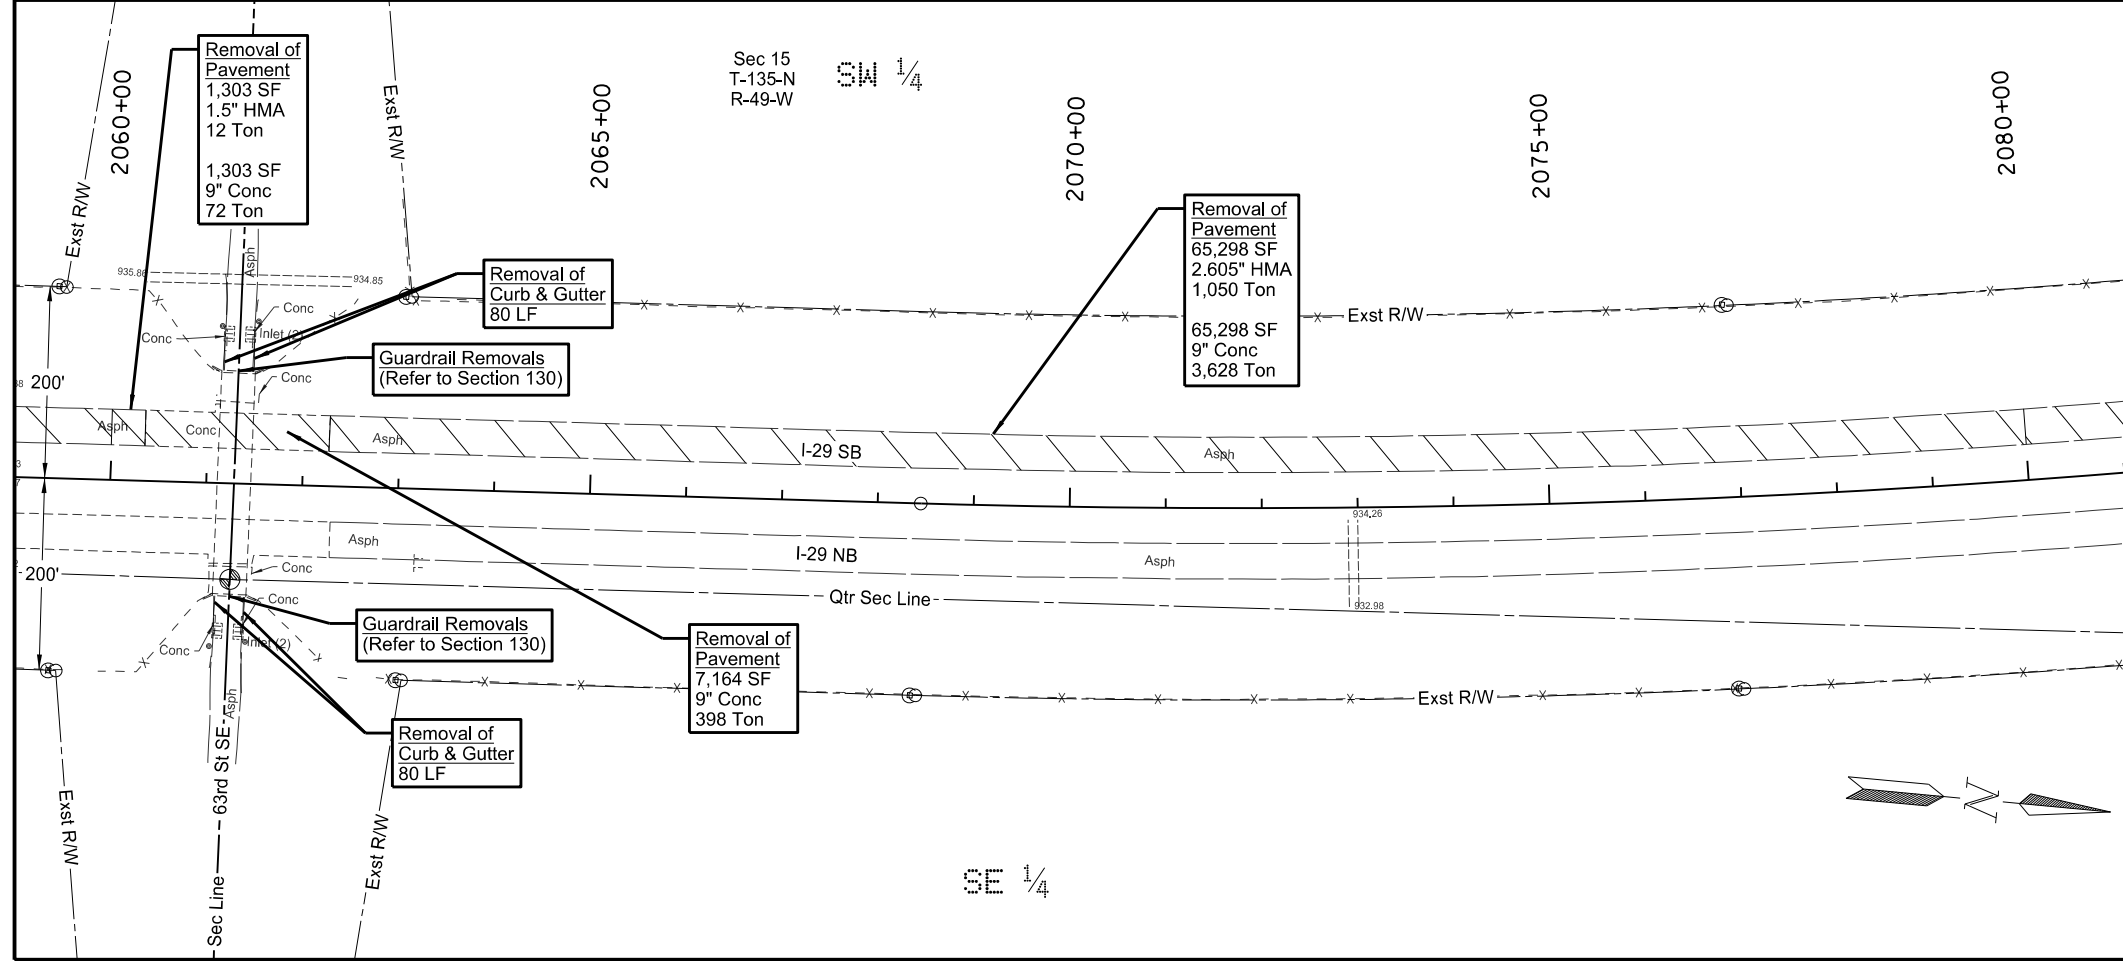 Removal of
Pavement
1,303 SF
1.5" HMA
12 Ton
1,303 SF
9" Conc
72 Ton
2060+00
Exst R/W
Exst R/W
Sec 15
T-135-N
R-49-W
SW 1/4
2065+00
2070+00
2075+00
2080+00
Removal of
Pavement
65,298 SF
2.605" HMA
1,050 Ton
65,298 SF
9" Conc
3,628 Ton
935.86
934.85
Asph
Removal of
Curb & Gutter
80 LF
Conc
Conc
Inlet (2)
Exst R/W
Guardrail Removals
(Refer to Section 130)
Conc
200'
Asph
Conc
Asph
I-29 SB
Asph
934.26
Asph
I-29 NB
Asph
200'
Conc
Conc
Qtr Sec Line
932.98
Guardrail Removals
(Refer to Section 130)
Conc
Inlet (2)
Removal of
Pavement
7,164 SF
9" Conc
398 Ton
Exst R/W
Asph
Removal of
Curb & Gutter
80 LF
63rd St SE
Sec Line
Exst R/W
Exst R/W
N
SE 1/4